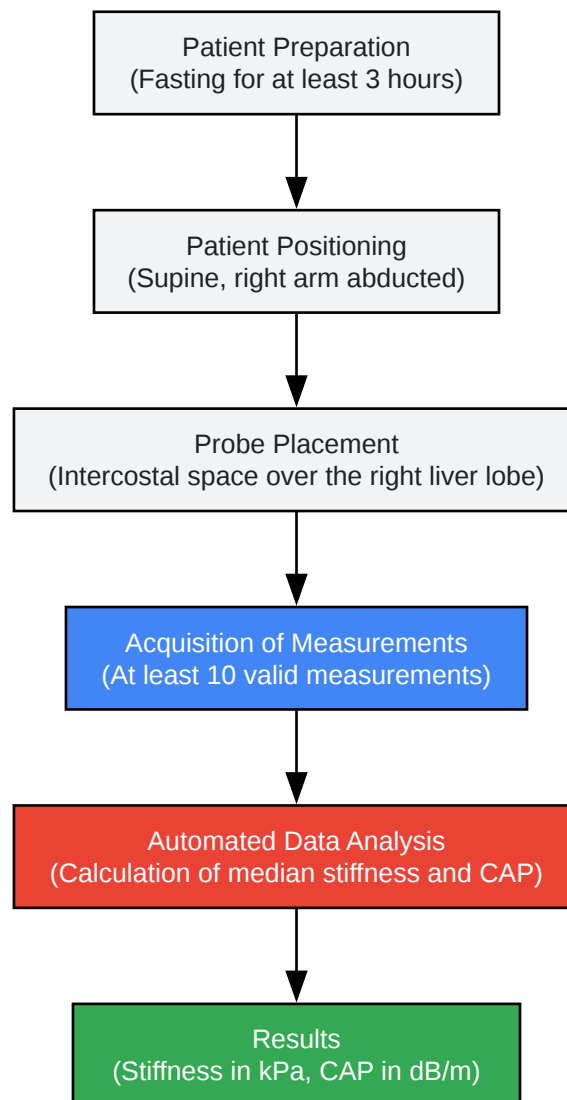 Patient Preparation
(Fasting for at least 3 hours)
Patient Positioning
(Supine, right arm abducted)
Probe Placement
(Intercostal space over the right liver lobe)
Acquisition of Measurements
(At least 10 valid measurements)
Automated Data Analysis
(Calculation of median stiffness and CAP)
Results
(Stiffness in kPa, CAP in dB/m)